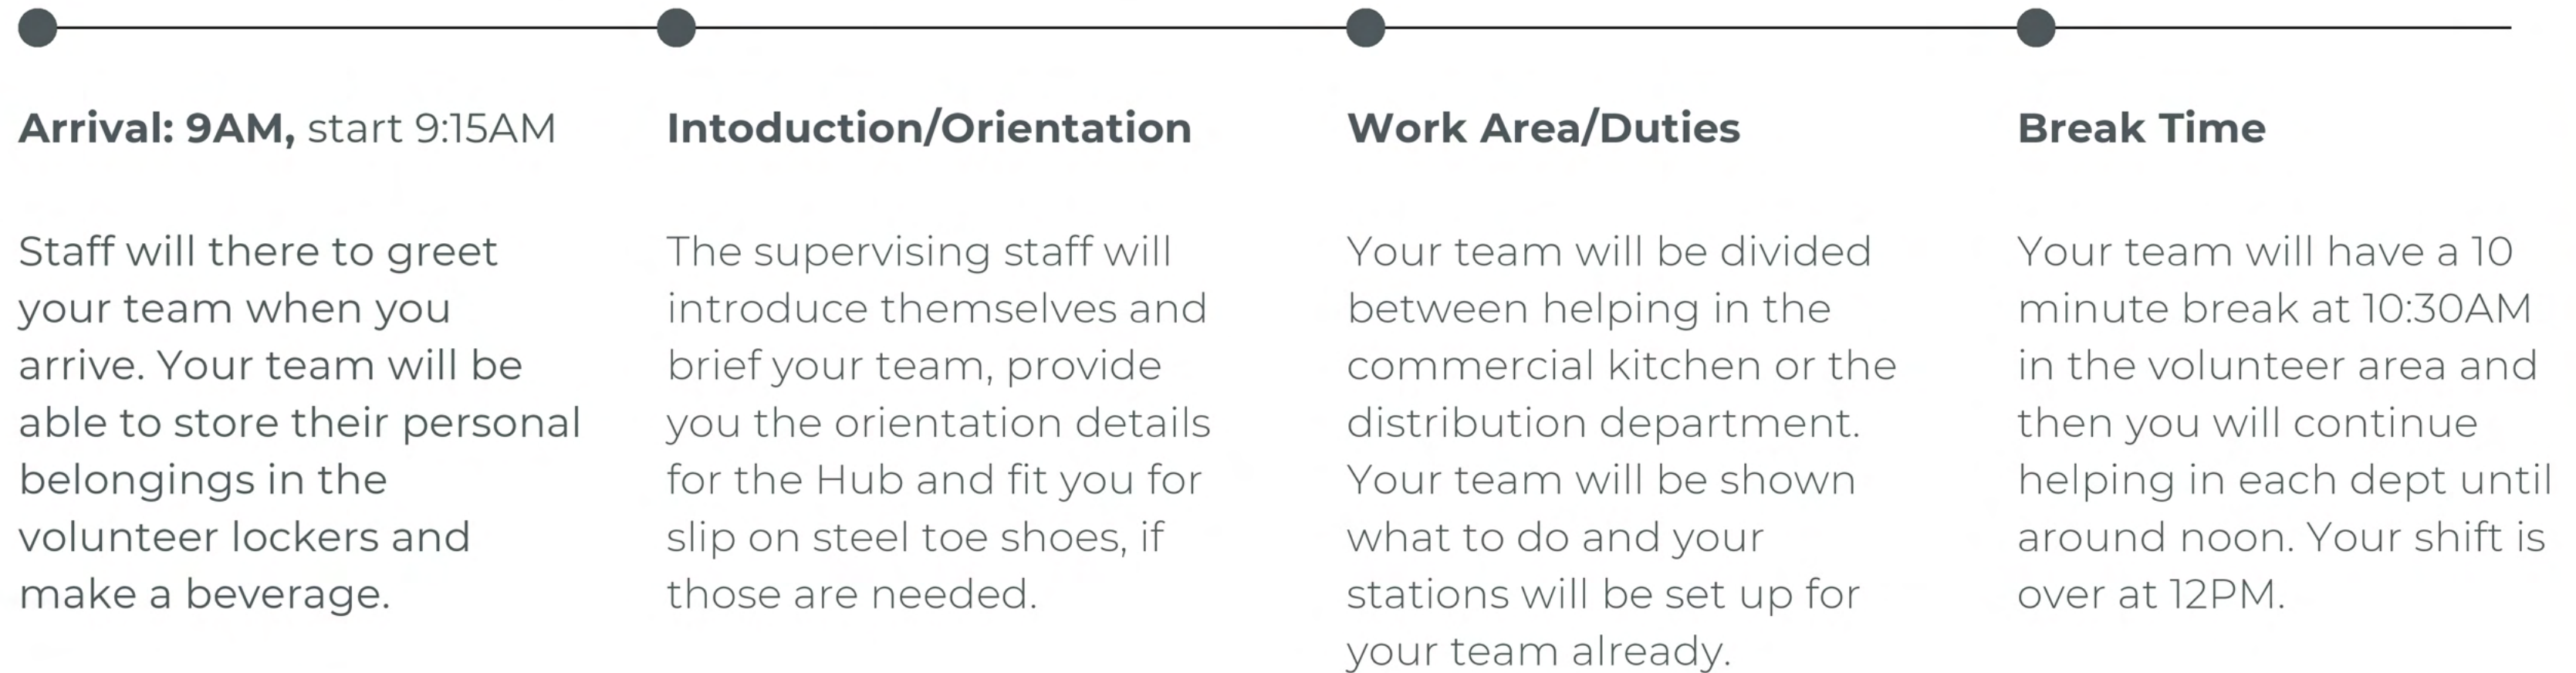 Arrival: 9AM, start 9:15AM
Staff will there to greet
your team when you
arrive. Your team will be
able to store their personal
belongings in the
volunteer lockers and
make a beverage.
Intoduction/Orientation
The supervising staff will
introduce themselves and
brief your team, provide
you the orientation details
for the Hub and fit you for
slip on steel toe shoes, if
those are needed.
Work Area/Duties
Your team will be divided
between helping in the
commercial kitchen or the
distribution department.
Your team will be shown
what to do and your
stations will be set up for
your team already.
Break Time
Your team will have a 10
minute break at 10:30AM
in the volunteer area and
then you will continue
helping in each dept until
around noon. Your shift is
over at 12PM.